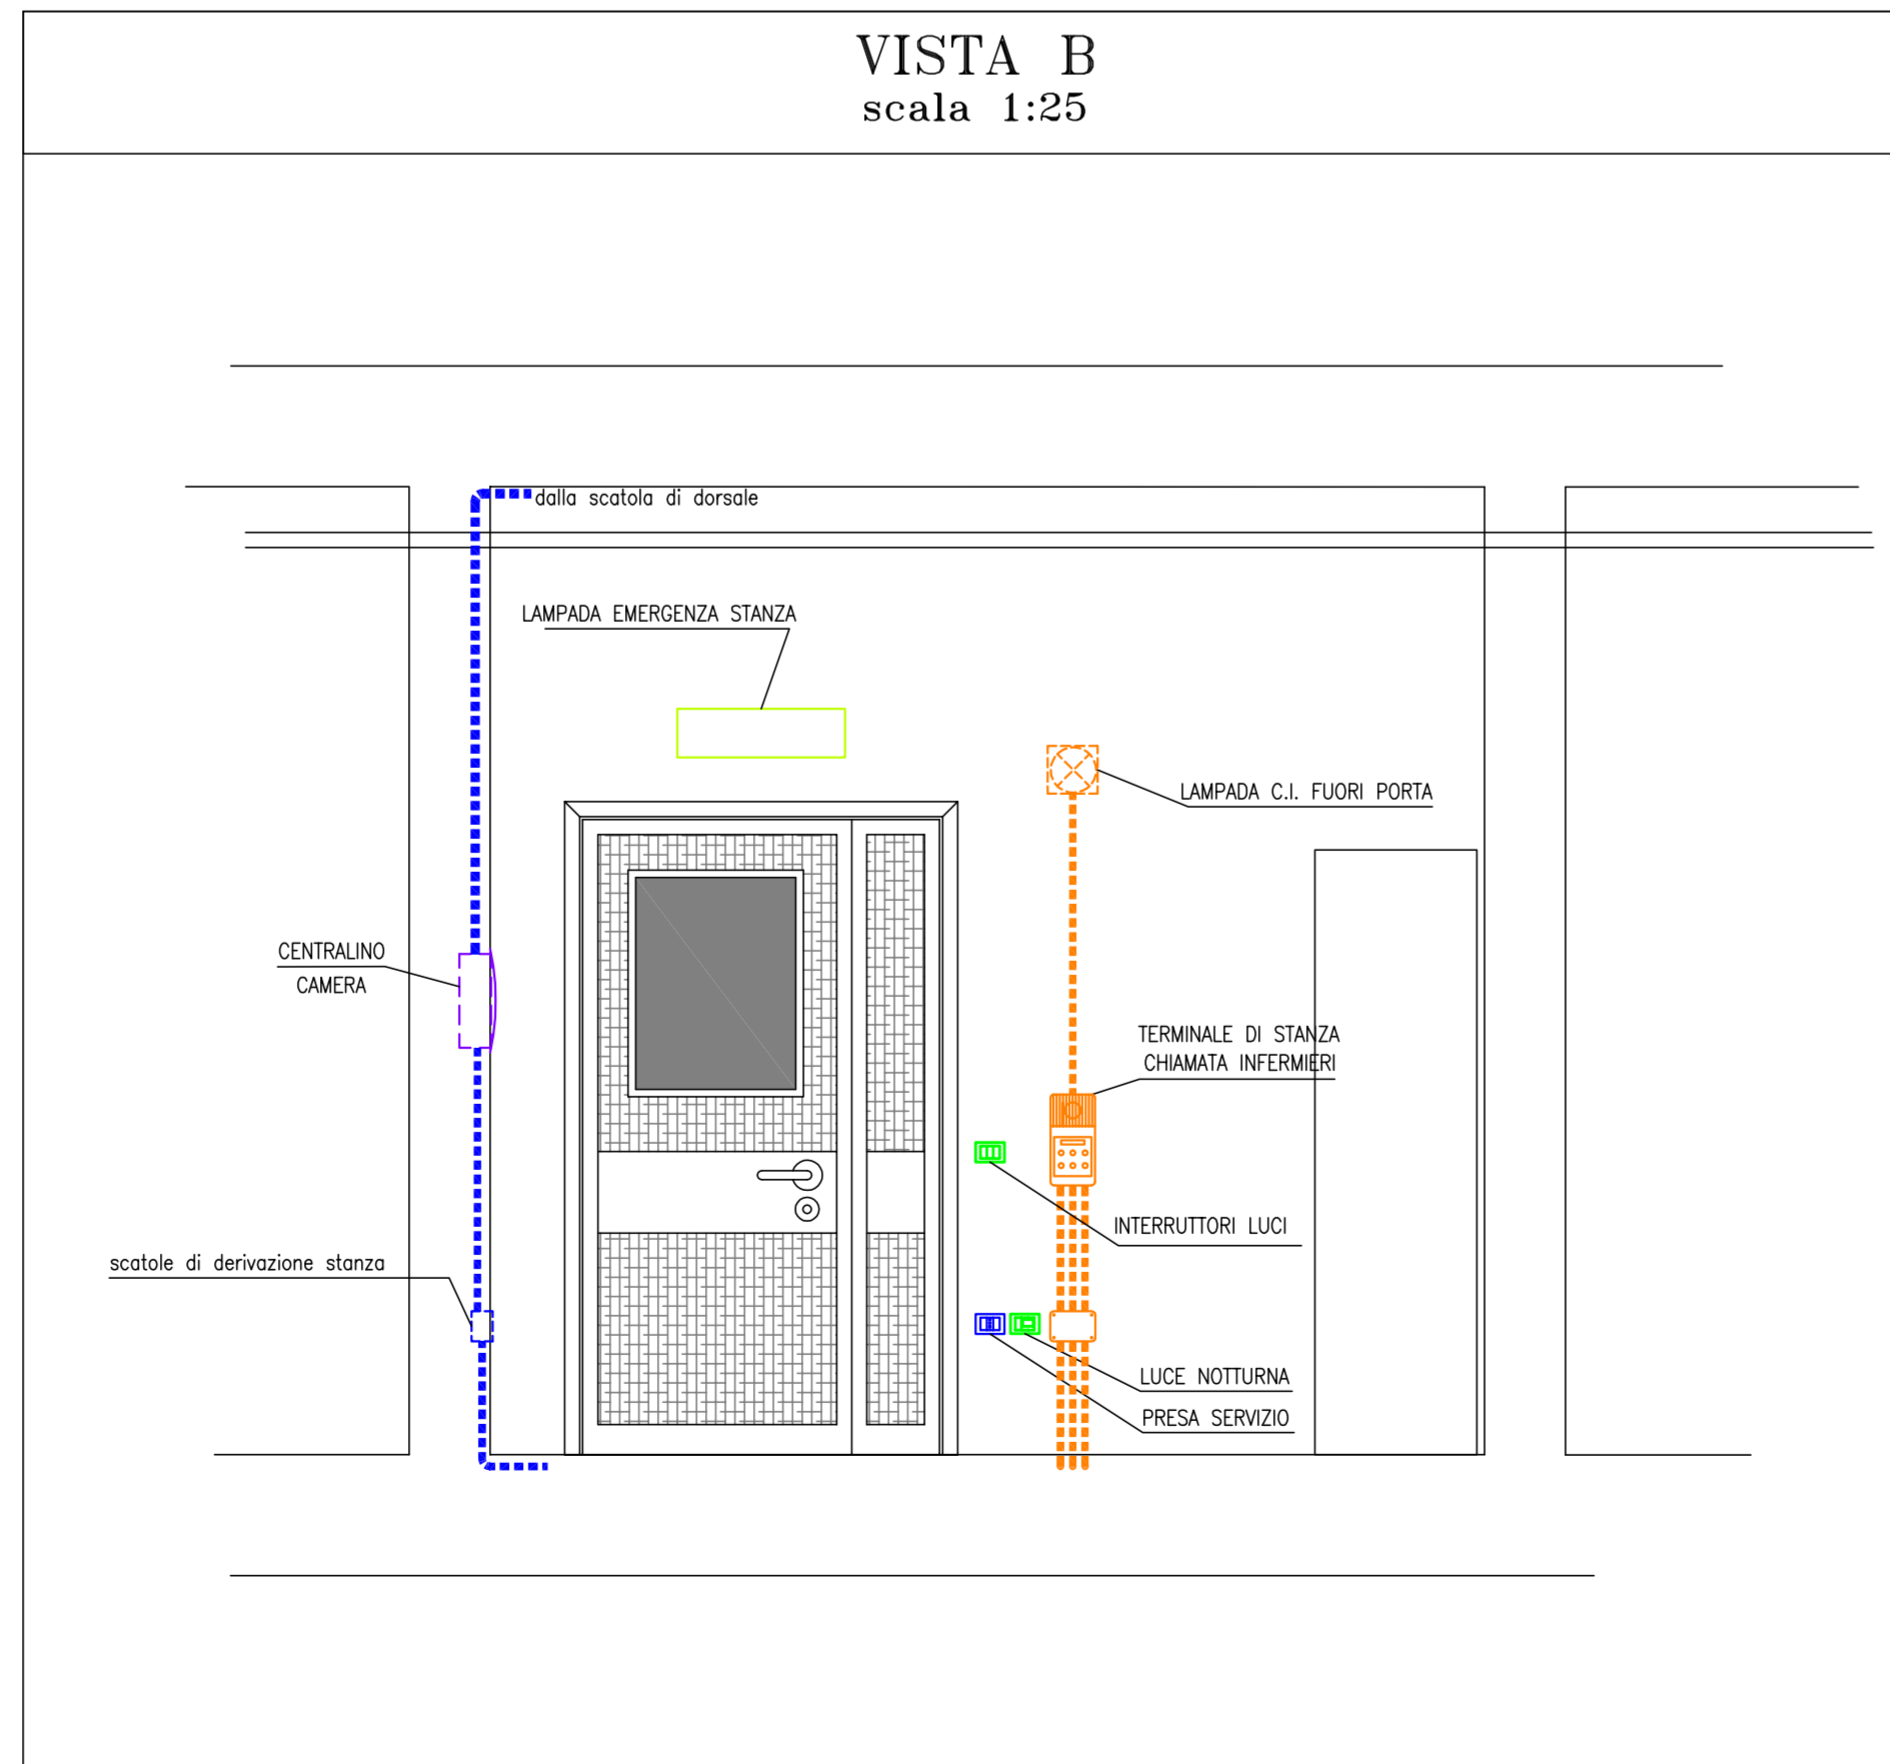 VISTA B
scala 1:25
dalla scatola di dorsale
LAMPADA EMERGENZA STANZA
LAMPADA C.I. FUORI PORTA
CENTRALINO
CAMERA
TERMINALE DI STANZA
CHIAMATA INFERMIERI
INTERRUTTORI LUCI
scatole di derivazione stanza
LUCE NOTTURNA
PRESA SERVIZIO